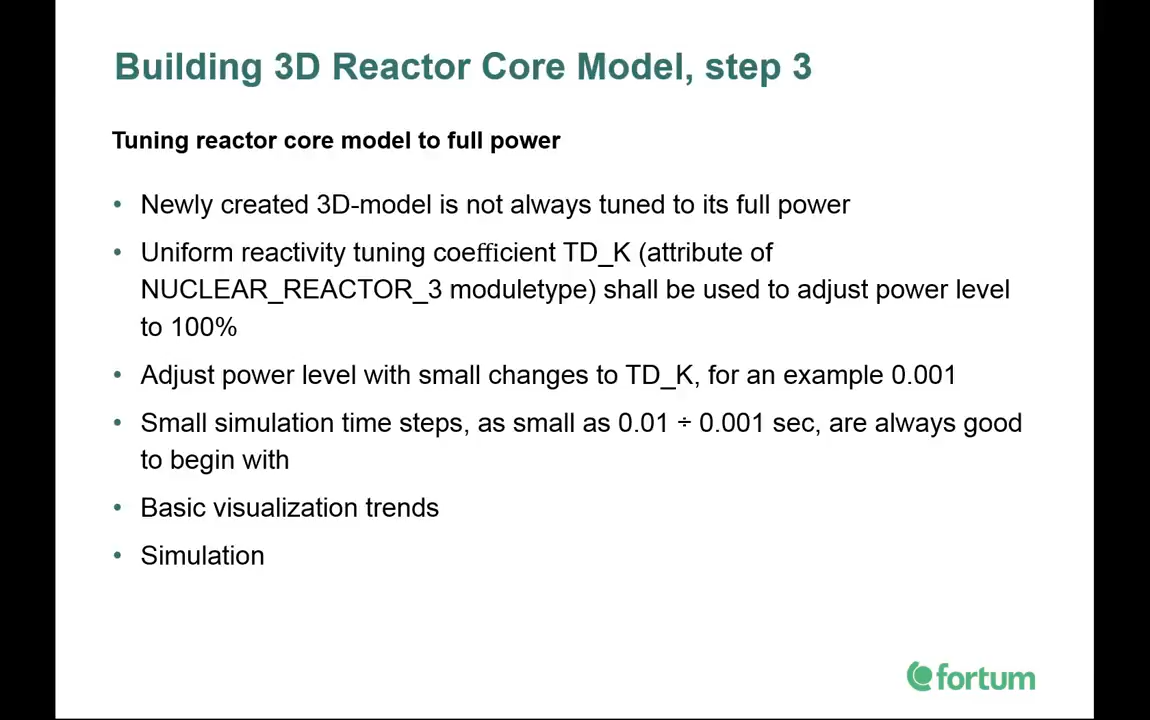 Building 3D Reactor Core Model, step 3
Tuning reactor core model to full power
• Newly created 3D-model is not always tuned to its full power
• Uniform reactivity tuning coefficient TD_K (attribute of
NUCLEAR_REACTOR_3 moduletype) shall be used to adjust power level
to 100%
• Adjust power level with small changes to TD_K, for an example 0.001
• Small simulation time steps, as small as 0.01 ÷ 0.001 sec, are always good
to begin with
• Basic visualization trends
• Simulation
fortum